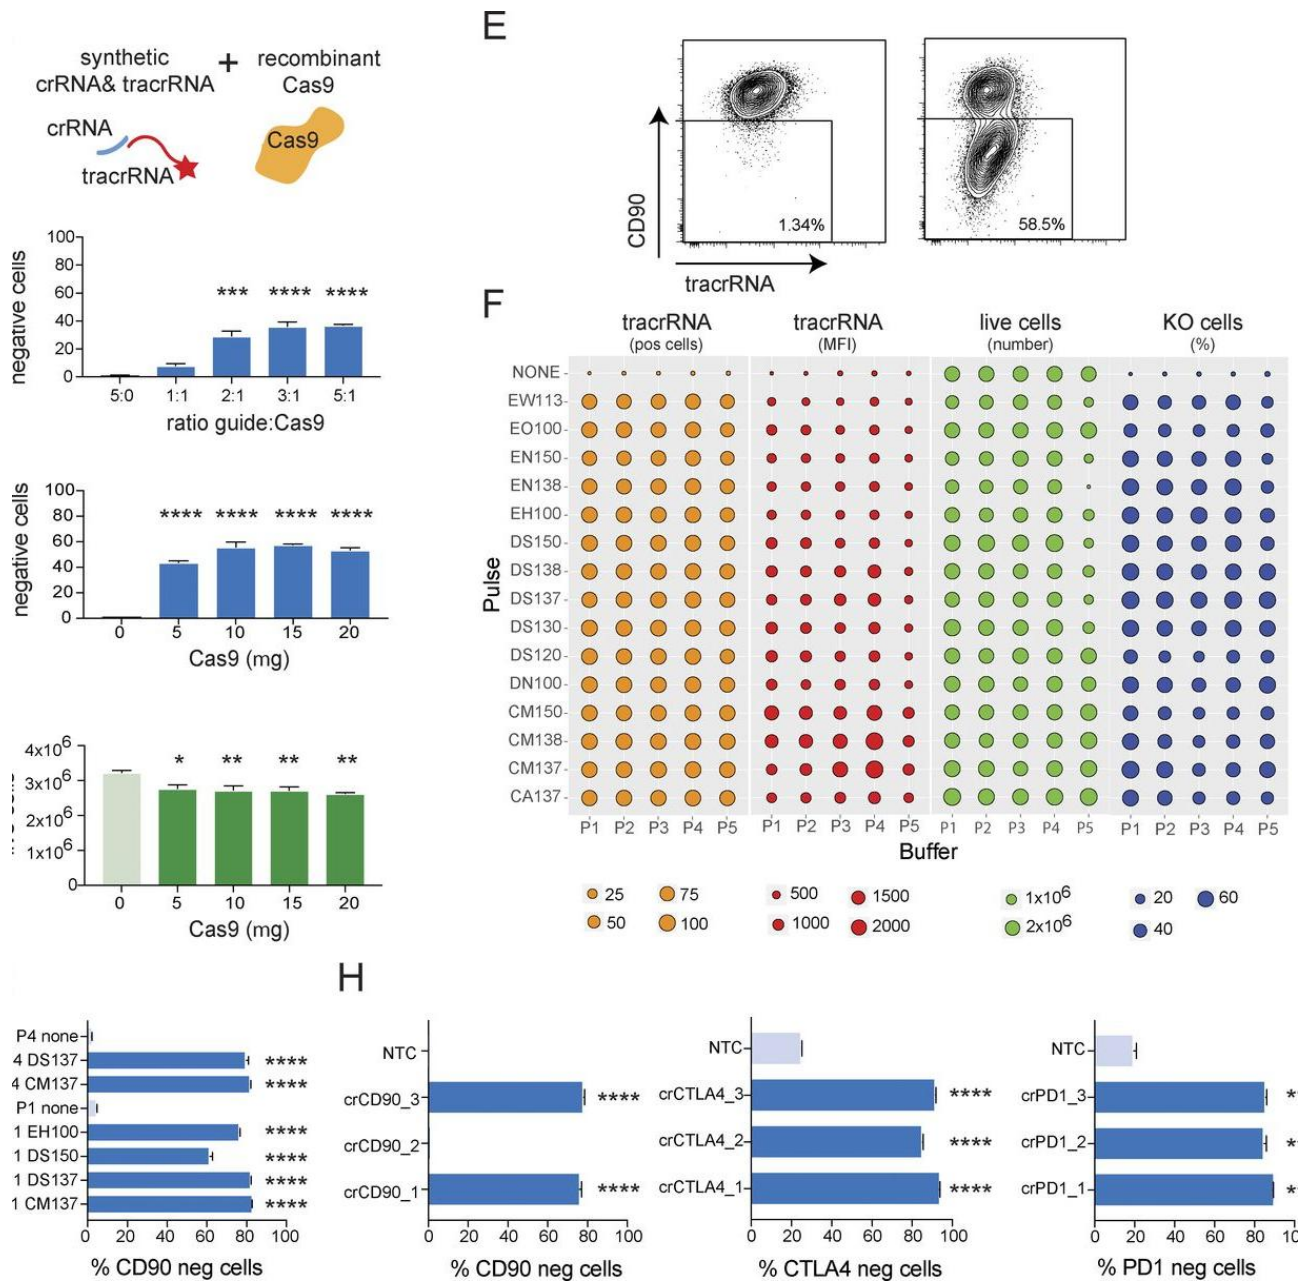 synthetic
crRNA& tracrRNA
+
recombinant
Cas9
crRNA
tracrRNA
Cas9
negative cells
100
80
60
40
20
0
*** **** ****
5:0 1:1 2:1 3:1 5:1
ratio guide:Cas9
negative cells
100
80
60
40
20
0
**** **** **** ****
0 5 10 15 20
Cas9 (mg)
4x10⁶
3x10⁶
2x10⁶
1x10⁶
0
* ** ** **
0 5 10 15 20
Cas9 (mg)
E
CD90
1.34%
58.5%
tracrRNA
F
tracrRNA
(pos cells)
tracrRNA
(MFI)
live cells
(number)
KO cells
(%)
Pulse
NONE
EW113
EO100
EN150
EN138
EH100
DS150
DS138
DS137
DS130
DS120
DN100
CM150
CM138
CM137
CA137
P1 P2 P3 P4 P5 P1 P2 P3 P4 P5 P1 P2 P3 P4 P5 P1 P2 P3 P4 P5
Buffer
25 75 500 1500 1x10⁶ 20 60
50 100 1000 2000 2x10⁶ 40
P4 none
4 DS137 ****
4 CM137 ****
P1 none
1 EH100 ****
1 DS150 ****
1 DS137 ****
1 CM137 ****
0 20 40 60 80 100
% CD90 neg cells
H
NTC
crCD90_3 ****
crCD90_2
crCD90_1 ****
0 20 40 60 80 100
% CD90 neg cells
NTC
crCTLA4_3 ****
crCTLA4_2 ****
crCTLA4_1 ****
0 20 40 60 80 100
% CTLA4 neg cells
NTC
crPD1_3 **
crPD1_2 **
crPD1_1 **
0 20 40 60 80 100
% PD1 neg cells